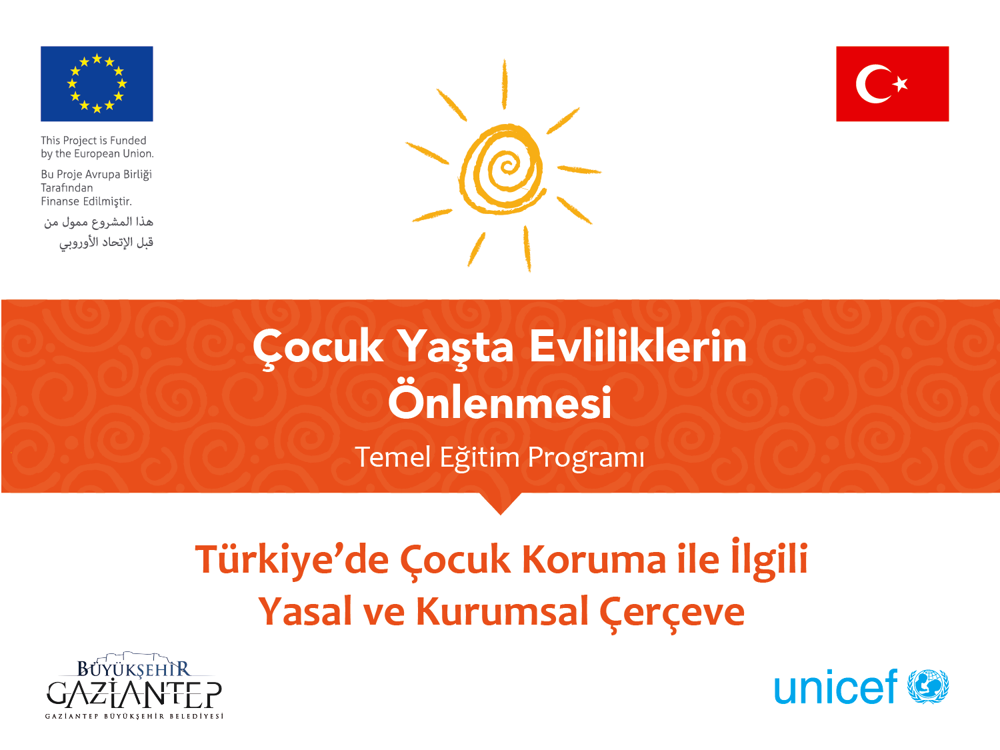 This Project is Funded
by the European Union.
Bu Proje Avrupa Birliği
Tarafından
Finanse Edilmiştir.
هذا المشروع ممول من
قبل الإتحاد الأوروبي
Çocuk Yaşta Evliliklerin
Önlenmesi
Temel Eğitim Programı
Türkiye’de Çocuk Koruma ile İlgili
Yasal ve Kurumsal Çerçeve
BÜYÜKŞEHİR
GAZİANTEP
GAZİANTEP BÜYÜKŞEHİR BELEDİYESİ
unicef